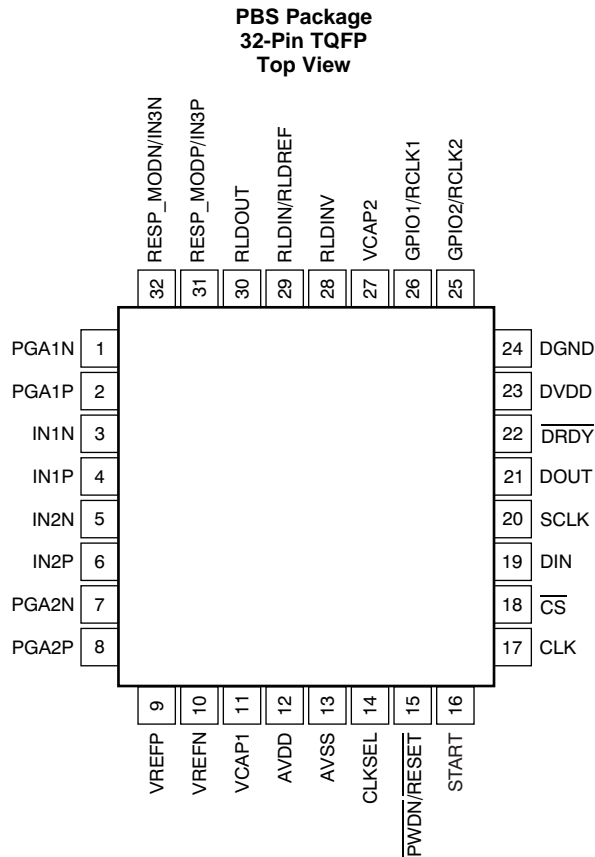 PBS Package
32-Pin TQFP
Top View
RESP_MODN/IN3N
RESP_MODP/IN3P
RLDOUT
RLDIN/RLDREF
RLDINV
VCAP2
GPIO1/RCLK1
GPIO2/RCLK2
32
31
30
29
28
27
26
25
PGA1N 1
PGA1P 2
IN1N 3
IN1P 4
IN2N 5
IN2P 6
PGA2N 7
PGA2P 8
24 DGND
23 DVDD
22 DRDY
21 DOUT
20 SCLK
19 DIN
18 CS
17 CLK
9
10
11
12
13
14
15
16
VREFP
VREFN
VCAP1
AVDD
AVSS
CLKSEL
PWDN/RESET
START